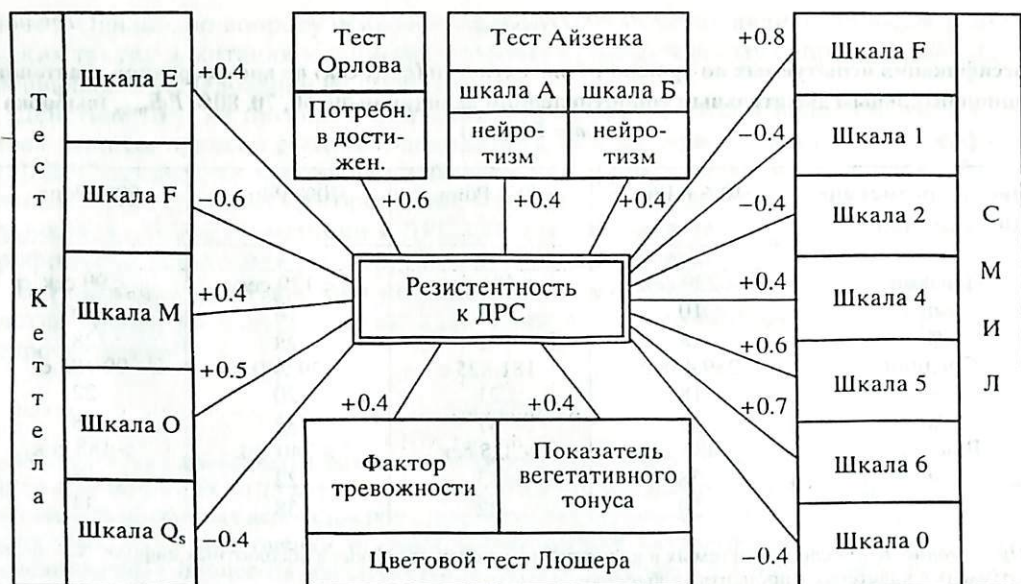 Тест Кеттелла
Шкала E
+0.4
Шкала F
−0.6
Шкала M
+0.4
Шкала O
+0.5
Шкала Qs
−0.4
Тест
Орлова
Потребн.
в дости-
жен.
+0.6
Тест Айзенка
шкала А
шкала Б
нейро-
тизм
нейро-
тизм
+0.4
+0.4
Резистентность
к ДРС
+0.4
+0.4
Фактор
тревожности
Показатель
вегетативного
тонуса
Цветовой тест Люшера
+0.8
Шкала F
−0.4
Шкала 1
−0.4
Шкала 2
+0.4
Шкала 4
+0.6
Шкала 5
+0.7
Шкала 6
−0.4
Шкала 0
СМИЛ